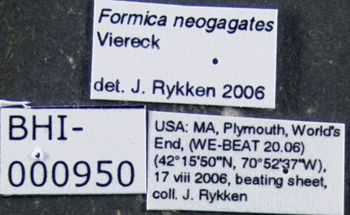 Formica neogagates
Viereck
det. J. Rykken 2006
BHI-
000950
USA: MA, Plymouth, World's
End, (WE-BEAT 20.06)
(42°15'50"N, 70°52'37"W),
17 viii 2006, beating sheet,
coll. J. Rykken